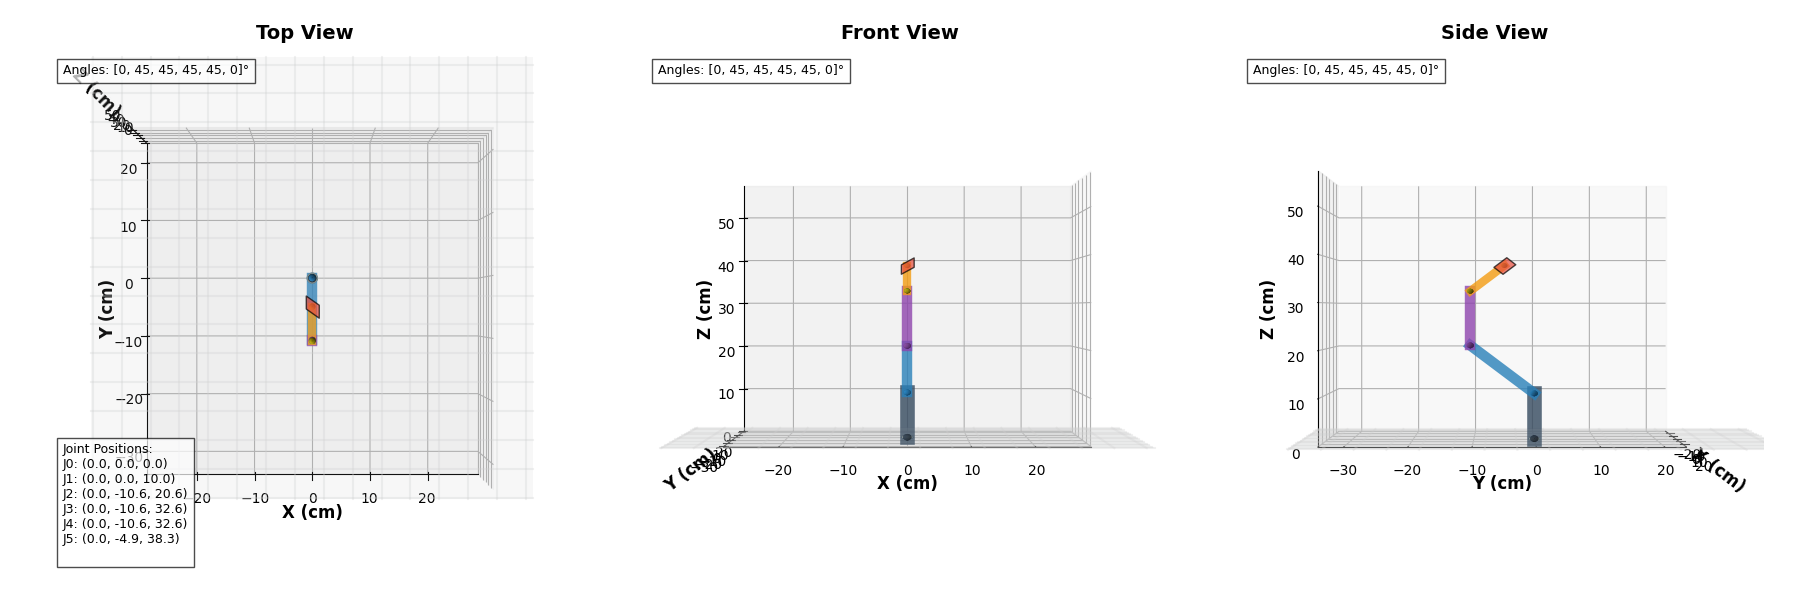 Top View
Angles: [0, 45, 45, 45, 45, 0]°
(cm)
20
10
0
−10
−20
−30
Y (cm)
Joint Positions:
J0: (0.0, 0.0, 0.0)
J1: (0.0, 0.0, 10.0)
J2: (0.0, -10.6, 20.6)
J3: (0.0, -10.6, 32.6)
J4: (0.0, -10.6, 32.6)
J5: (0.0, -4.9, 38.3)
20
−10
0
10
20
X (cm)
Front View
Angles: [0, 45, 45, 45, 45, 0]°
50
40
30
20
10
0
Z (cm)
Y (cm)
−20
−10
0
10
20
X (cm)
Side View
Angles: [0, 45, 45, 45, 45, 0]°
50
40
30
20
10
0
Z (cm)
−30
−20
−10
0
10
20
Y (cm)
X (cm)